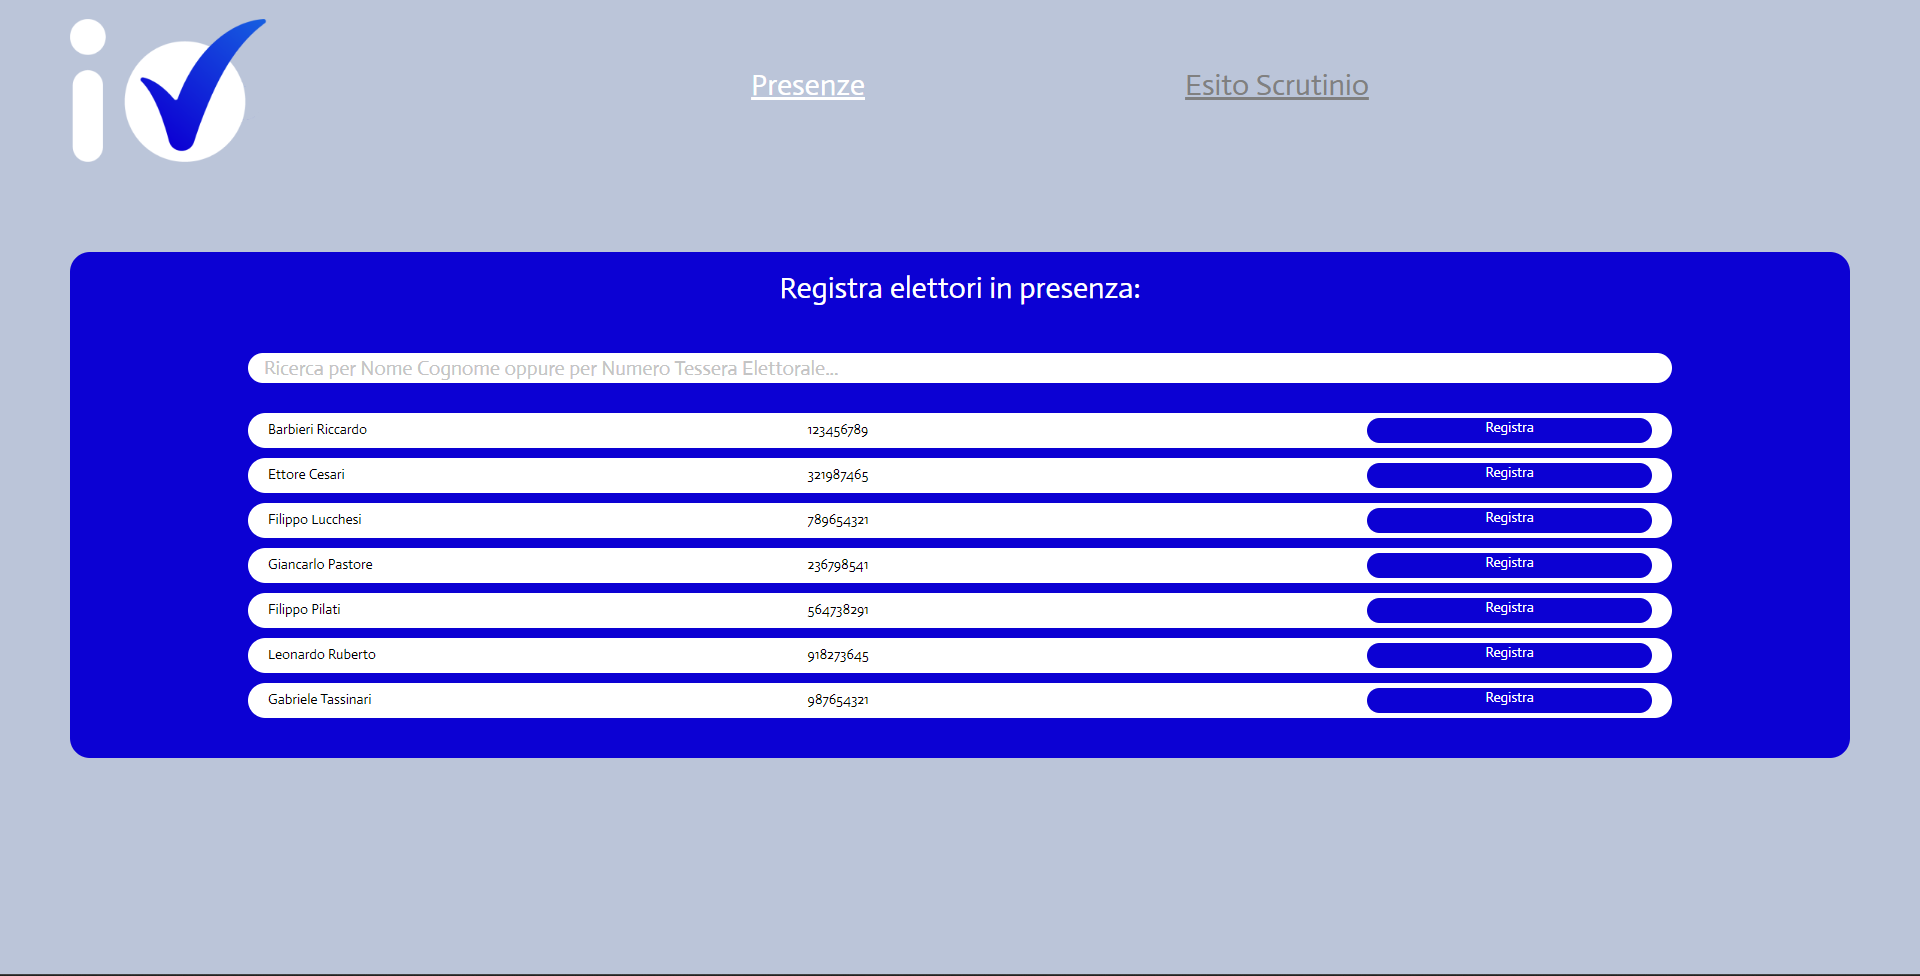 i
Presenze
Esito Scrutinio
Registra elettori in presenza:
Ricerca per Nome Cognome oppure per Numero Tessera Elettorale...
Barbieri Riccardo 123456789 Registra
Ettore Cesari 321987465 Registra
Filippo Lucchesi 789654321 Registra
Giancarlo Pastore 236798541 Registra
Filippo Pilati 564738291 Registra
Leonardo Ruberto 918273645 Registra
Gabriele Tassinari 987654321 Registra